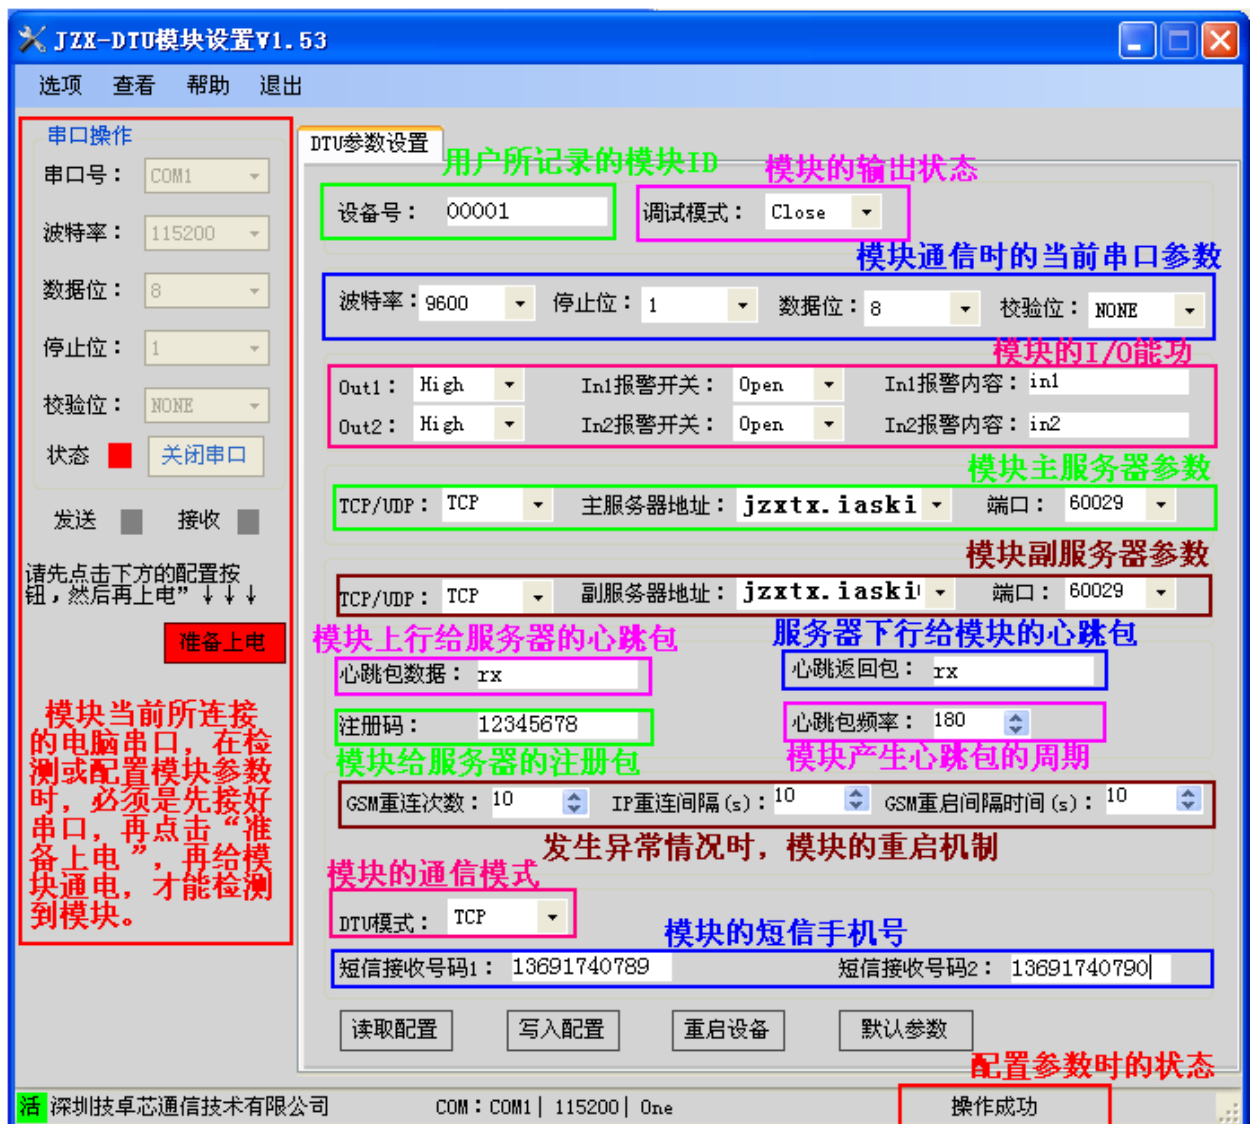 JZX-DTU模块设置V1.53
选项 查看 帮助 退出
串口操作
串口号： COM1
波特率： 115200
数据位： 8
停止位： 1
校验位： NONE
状态 关闭串口
发送 接收
请先点击下方的配置按
钮，然后再上电”↓↓↓
准备上电
模块当前所连接
的电脑串口，在检
测或配置模块参数
时，必须是先接好
串口，再点击“准
备上电”，再给模
块通电，才能检测
到模块。
DTU参数设置
用户所记录的模块ID
模块的输出状态
设备号： 00001 调试模式： Close
模块通信时的当前串口参数
波特率：9600 停止位：1 数据位：8 校验位：NONE
模块的I/O能功
Out1： High In1报警开关： Open In1报警内容：in1
Out2： High In2报警开关： Open In2报警内容：in2
模块主服务器参数
TCP/UDP： TCP 主服务器地址： jzxtx.iaski 端口： 60029
模块副服务器参数
TCP/UDP： TCP 副服务器地址： jzxtx.iaski 端口： 60029
模块上行给服务器的心跳包
服务器下行给模块的心跳包
心跳包数据： rx 心跳返回包： rx
注册码： 12345678 心跳包频率： 180
模块给服务器的注册包
模块产生心跳包的周期
GSM重连次数： 10 IP重连间隔(s)：10 GSM重启间隔时间(s)：10
发生异常情况时，模块的重启机制
模块的通信模式
DTU模式： TCP
模块的短信手机号
短信接收号码1： 13691740789 短信接收号码2： 13691740790
读取配置 写入配置 重启设备 默认参数
配置参数时的状态
活 深圳技卓芯通信技术有限公司 COM：COM1| 115200| One 操作成功